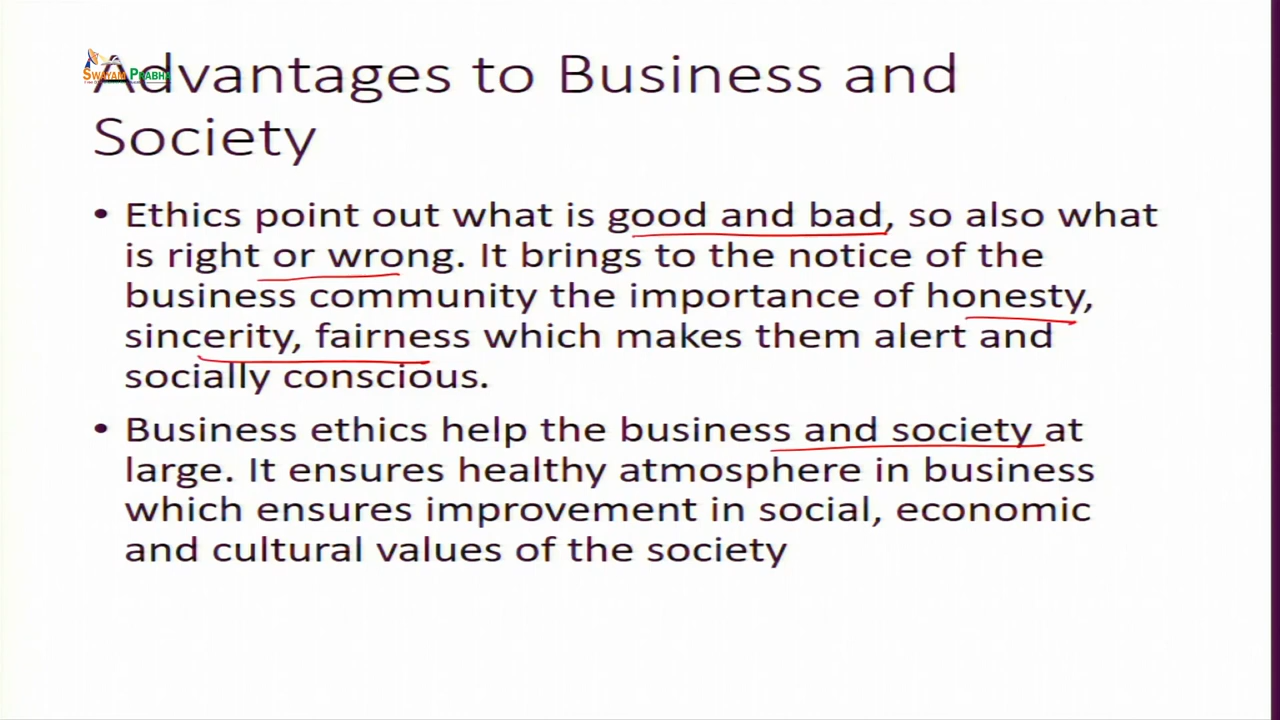 Advantages to Business and
Society
SWAYAM PRABHA
• Ethics point out what is good and bad, so also what
is right or wrong. It brings to the notice of the
business community the importance of honesty,
sincerity, fairness which makes them alert and
socially conscious.
• Business ethics help the business and society at
large. It ensures healthy atmosphere in business
which ensures improvement in social, economic
and cultural values of the society